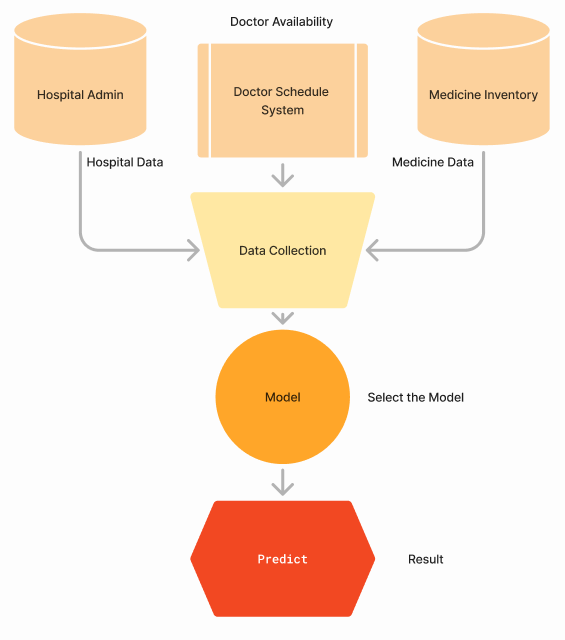 Doctor Availability
Hospital Admin
Doctor Schedule
System
Medicine Inventory
Hospital Data
Medicine Data
Data Collection
Model
Select the Model
Predict
Result